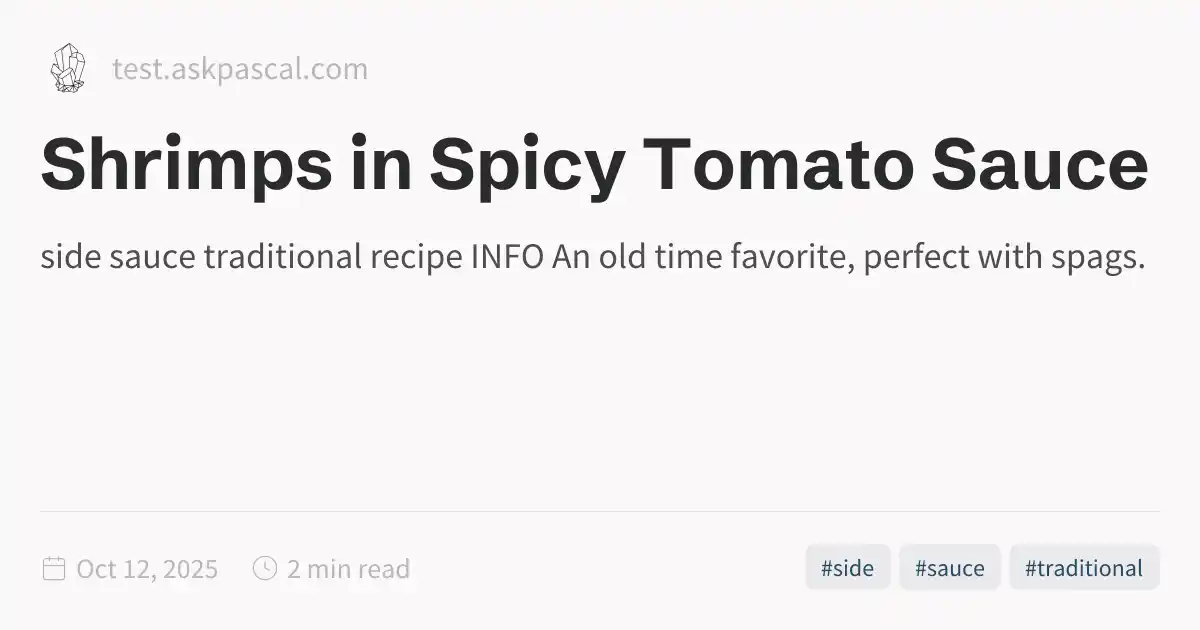 test.askpascal.com
Shrimps in Spicy Tomato Sauce
side sauce traditional recipe INFO An old time favorite, perfect with spags.
Oct 12, 2025 2 min read #side #sauce #traditional